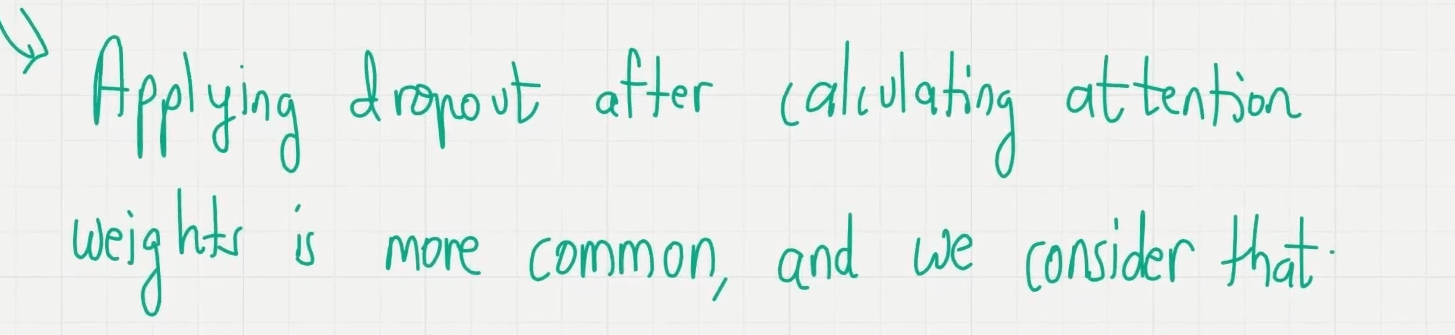 Applying dropout after calculating attention
weights is more common, and we consider that.